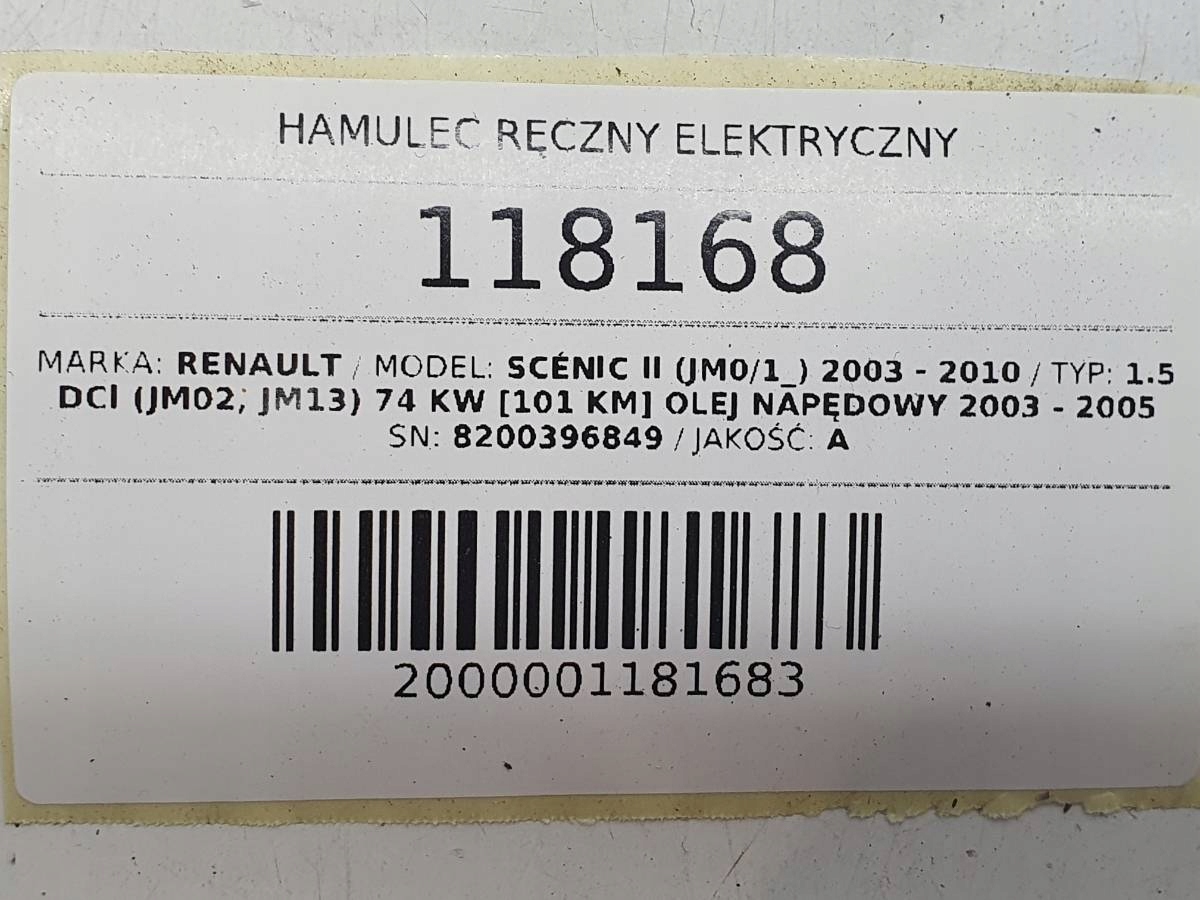 HAMULEC RĘCZNY ELEKTRYCZNY
118168
MARKA: RENAULT / MODEL: SCÉNIC II (JM0/1_) 2003 - 2010 / TYP: 1.5
DCI (JM02; JM13) 74 KW [101 KM] OLEJ NAPĘDOWY 2003 - 2005
SN: 8200396849 / JAKOŚĆ: A
2000001181683